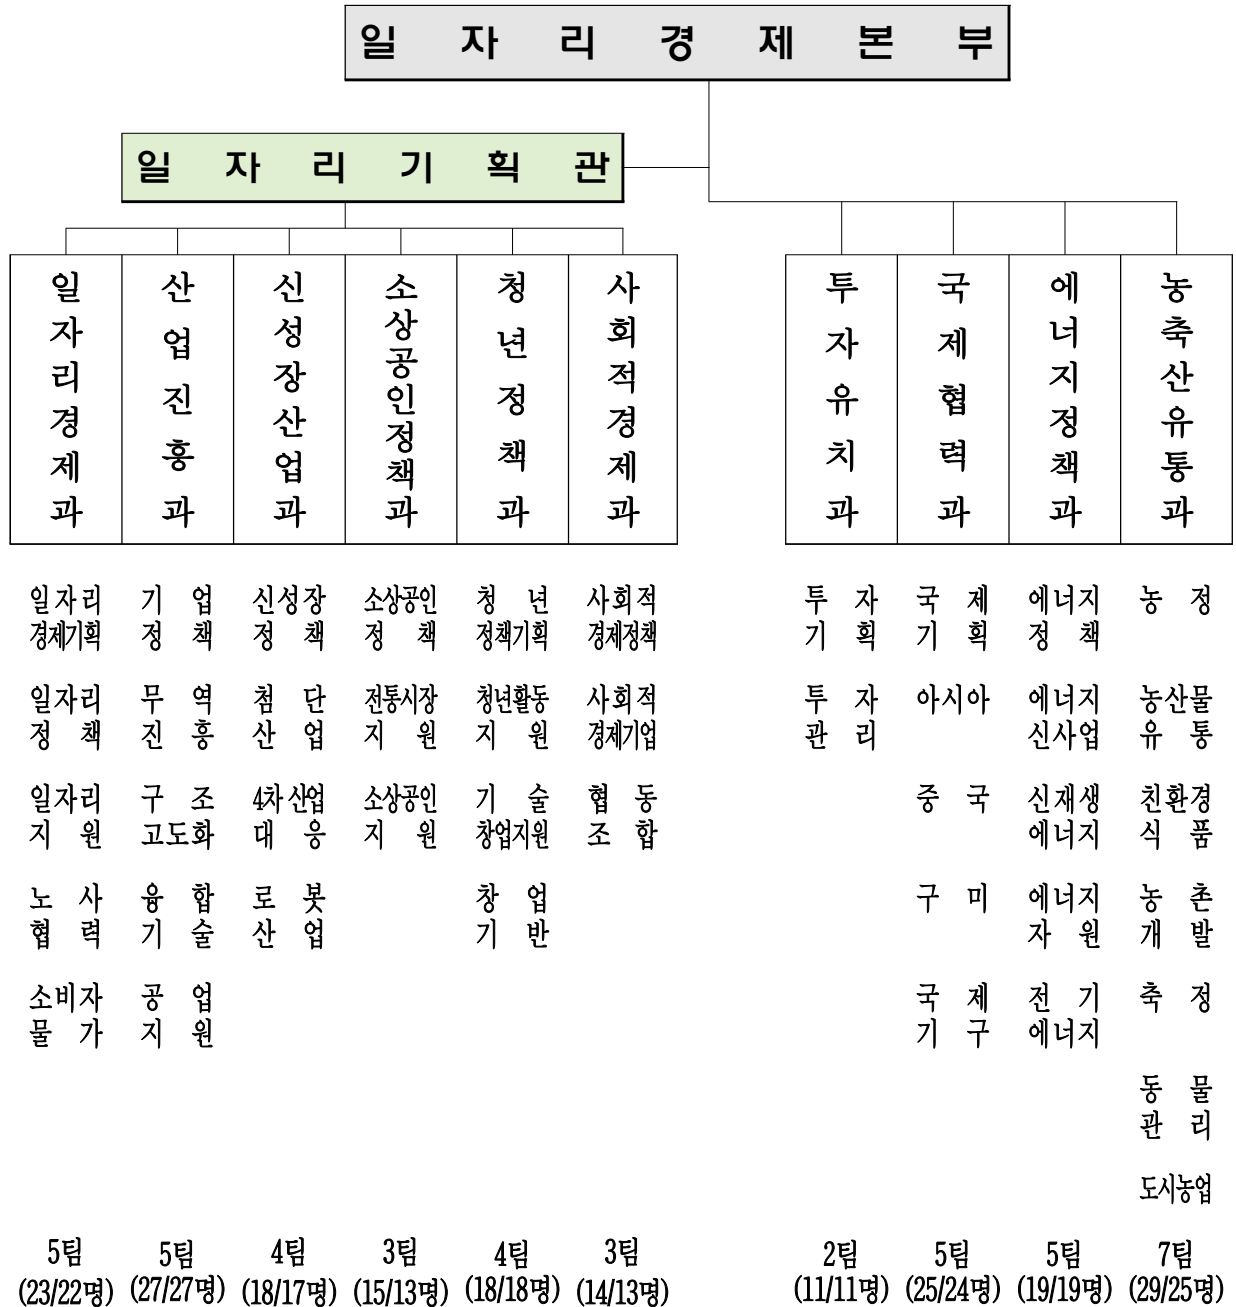 일자리경제본부
일자리기획관
일자리경제과
산업진흥과
신성장산업과
소상공인정책과
청년정책과
사회적경제과
투자유치과
국제협력과
에너지정책과
농축산유통과
일자리 기 업 신성장 소상공인 청 년 사회적 투 자 국 제 에너지 농 정
경제기획 정 책 정 책 정 책 정책기획 경제정책 기 획 기 획 정 책
일자리 무 역 첨 단 전통시장 청년활동 사회적 투 자 아시아 에너지 농산물
정 책 진 흥 산 업 지 원 지 원 경제기업 관 리 신사업 유 통
일자리 구 조 4차산업 소상공인 기 술 협 동 중 국 신재생 친환경
지 원 고도화 대 응 지 원 창업지원 조 합 에너지 식 품
노 사 융 합 로 봇 창 업 구 미 에너지 농 촌
협 력 기 술 산 업 기 반 자 원 개 발
소비자 공 업 국 제 전 기 축 정
물 가 지 원 기 구 에너지
동 물
관 리
도시농업
5팀 5팀 4팀 3팀 4팀 3팀 2팀 5팀 5팀 7팀
(23/22명) (27/27명) (18/17명) (15/13명) (18/18명) (14/13명) (11/11명) (25/24명) (19/19명) (29/25명)